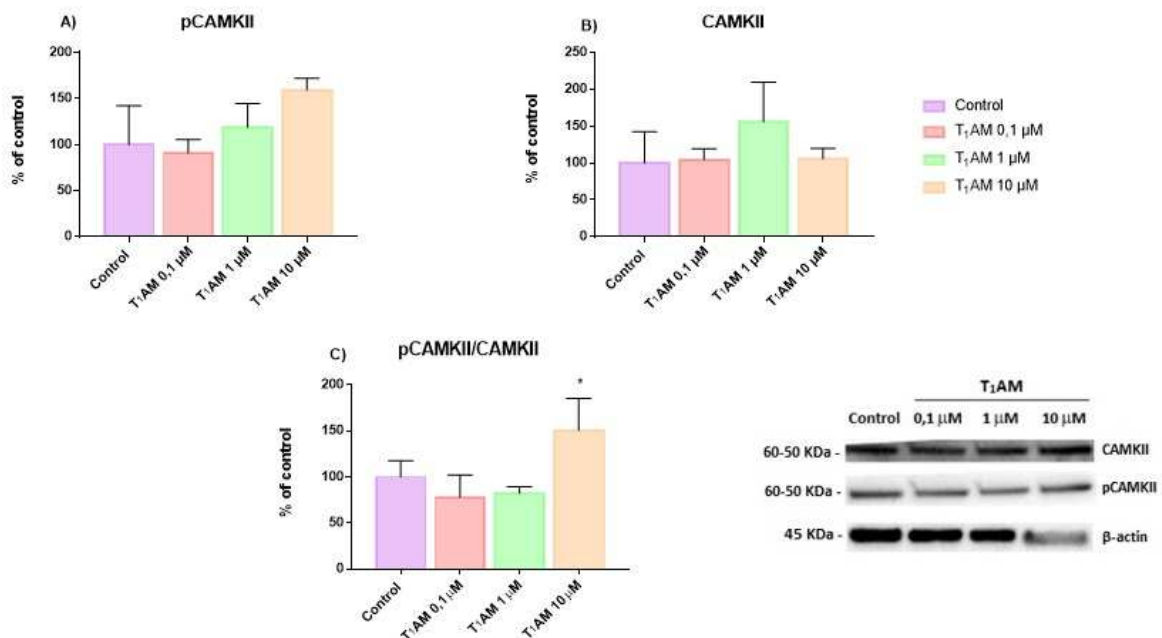 A)
pCAMKII
% of control
200
150
100
50
0
Control
T₁AM 0,1 µM
T₁AM 1 µM
T₁AM 10 µM
B)
CAMKII
% of control
250
200
150
100
50
0
Control
T₁AM 0,1 µM
T₁AM 1 µM
T₁AM 10 µM
Control
T₁AM 0,1 µM
T₁AM 1 µM
T₁AM 10 µM
C)
pCAMKII/CAMKII
% of control
200
150
100
50
0
*
Control
T₁AM 0,1 µM
T₁AM 1 µM
T₁AM 10 µM
T₁AM
Control 0,1 µM 1 µM 10 µM
60-50 KDa - CAMKII
60-50 KDa - pCAMKII
45 KDa - β-actin